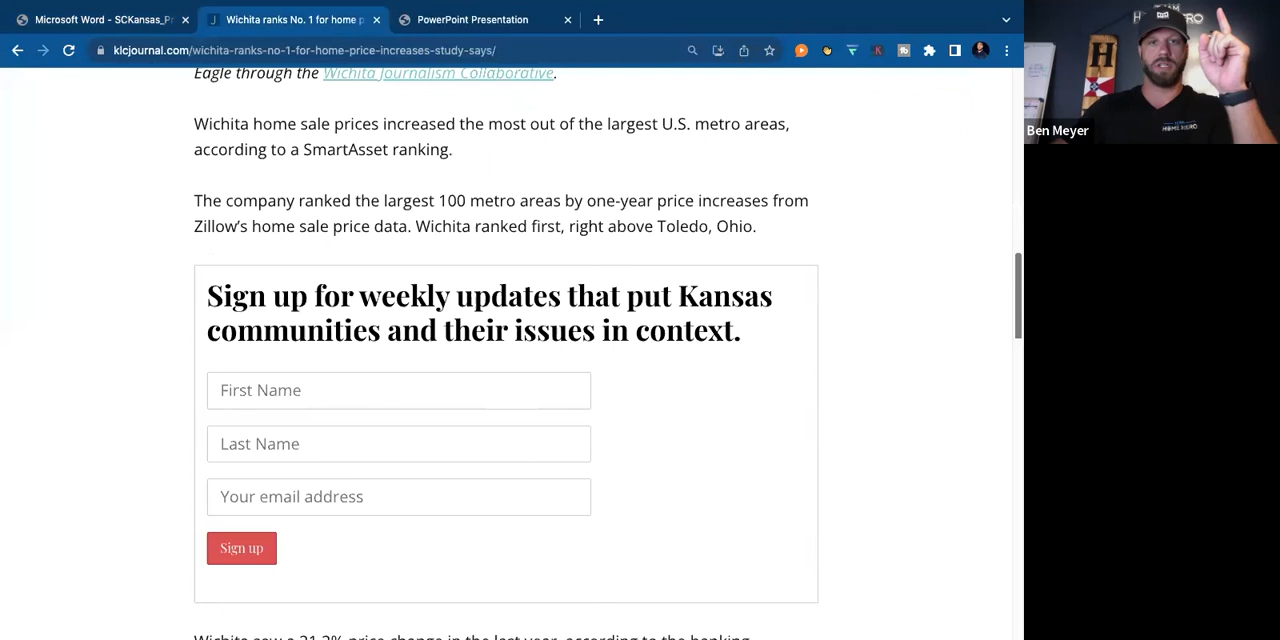 Microsoft Word - SCKansas_Pr
Wichita ranks No. 1 for home p
PowerPoint Presentation
klcjournal.com/wichita-ranks-no-1-for-home-price-increases-study-says/
Eagle through the Wichita Journalism Collaborative.
Wichita home sale prices increased the most out of the largest U.S. metro areas,
according to a SmartAsset ranking.
The company ranked the largest 100 metro areas by one-year price increases from
Zillow’s home sale price data. Wichita ranked first, right above Toledo, Ohio.
Sign up for weekly updates that put Kansas
communities and their issues in context.
First Name
Last Name
Your email address
Sign up
Wichita saw a 21.2% price change in the last year, according to the banking
Ben Meyer
HOME HERO